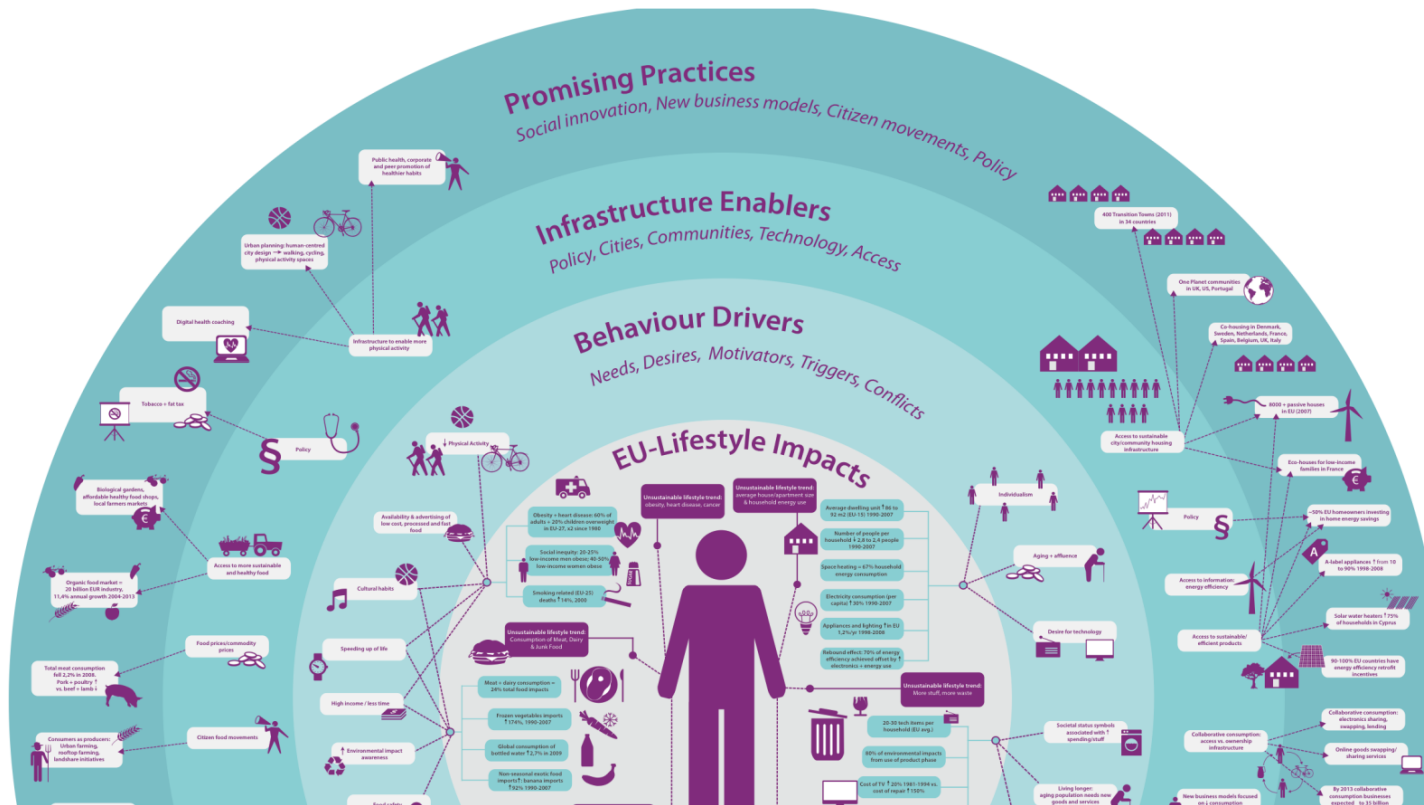 Promising Practices
Social innovation, New business models, Citizen movements, Policy
Infrastructure Enablers
Policy, Cities, Communities, Technology, Access
Behaviour Drivers
Needs, Desires, Motivators, Triggers, Conflicts
EU-Lifestyle Impacts
Public health, corporate
and peer promotion of
healthier habits
Urban planning: human-centred
city design → walking, cycling,
physical activity spaces
Digital health coaching
Infrastructure to enable more
physical activity
Tobacco + fat tax
§
Policy
Biological gardens,
affordable healthy food shops,
local farmers markets
€
Access to more sustainable
and healthy food
Organic food market =
20 billion EUR industry,
11,4% annual growth 2004-2013
Food prices/commodity
prices
Total meat consumption
fell 2,2% in 2008.
Pork + poultry ↑
vs. beef + lamb ↓
Consumers as producers:
Urban farming,
rooftop farming,
landshare initiatives
Citizen food movements
↓ Physical Activity
Availability & advertising of
low cost, processed and fast
food
Cultural habits
Speeding up of life
High income / less time
↑ Environmental impact
awareness
Obesity + heart disease: 60% of
adults + 20% children overweight
in EU-27, x2 since 1980
Social inequity: 20-25%
low-income men obese; 40-50%
low income women obese
Smoking related (EU-25)
deaths ↑ 14%, 2000
Unsustainable lifestyle trend:
obesity, heart disease, cancer
Unsustainable lifestyle trend:
average house/apartment size
& household energy use
Unsustainable lifestyle trend:
Consumption of Meat, Dairy
& Junk Food
Meat + dairy consumption =
24% total food impacts
Frozen vegetables imports
↑ 174%, 1990-2007
Global consumption of
bottled water ↑ 2,7% in 2009
Non-seasonal exotic food
imports↑: banana imports
↑92% 1990-2007
Average dwelling unit ↑ 86 to
92 m2 (EU-15) 1990-2007
Number of people per
household ↓ 2,8 to 2,4 people
1990-2007
Space heating = 67% household
energy consumption
Electricity consumption (per
capita) ↑ 30% 1990-2007
Appliances and lighting ↑ in EU
1,2%/yr 1998-2008
Rebound effect: 70% of energy
efficiency achieved effort by ↑
electronics + energy use
Unsustainable lifestyle trend:
More stuff, more waste
20-30 tech items per
household (EU avg.)
80% of environmental impacts
from use of product phase
Cost of TV ↓ 20% 1981-1994 vs.
cost of repair ↑ 150%
Individualism
Aging + affluence
Desire for technology
Societal status symbols
associated with ↑
spending/stuff
Living longer:
aging population needs new
goods and services
400 Transition Towns (2011)
in 34 countries
One Planet communities
in UK, US, Portugal
Co-housing in Denmark,
Sweden, Netherlands, France,
Spain, Belgium, UK, Italy
8000 + passive houses
in EU (2007)
Access to sustainable
city/community housing
infrastructure
Eco-houses for low-income
families in France
€
Policy
§
~50% EU homeowners investing
in home energy savings
A
A-label appliances ↑ from 10
to 90% 1998-2008
Access to information:
energy efficiency
Solar water heaters ↑ 75%
of households in Cyprus
Access to sustainable/
efficient products
90-100% EU countries have
energy efficiency retrofit
incentives
Collaborative consumption:
electronics sharing,
swapping, lending
Collaborative consumption:
access vs. ownership
infrastructure
Online goods swapping/
sharing services
New business models focused
on ↓ consumption
By 2013 collaborative
consumption businesses
expected to 35 billion